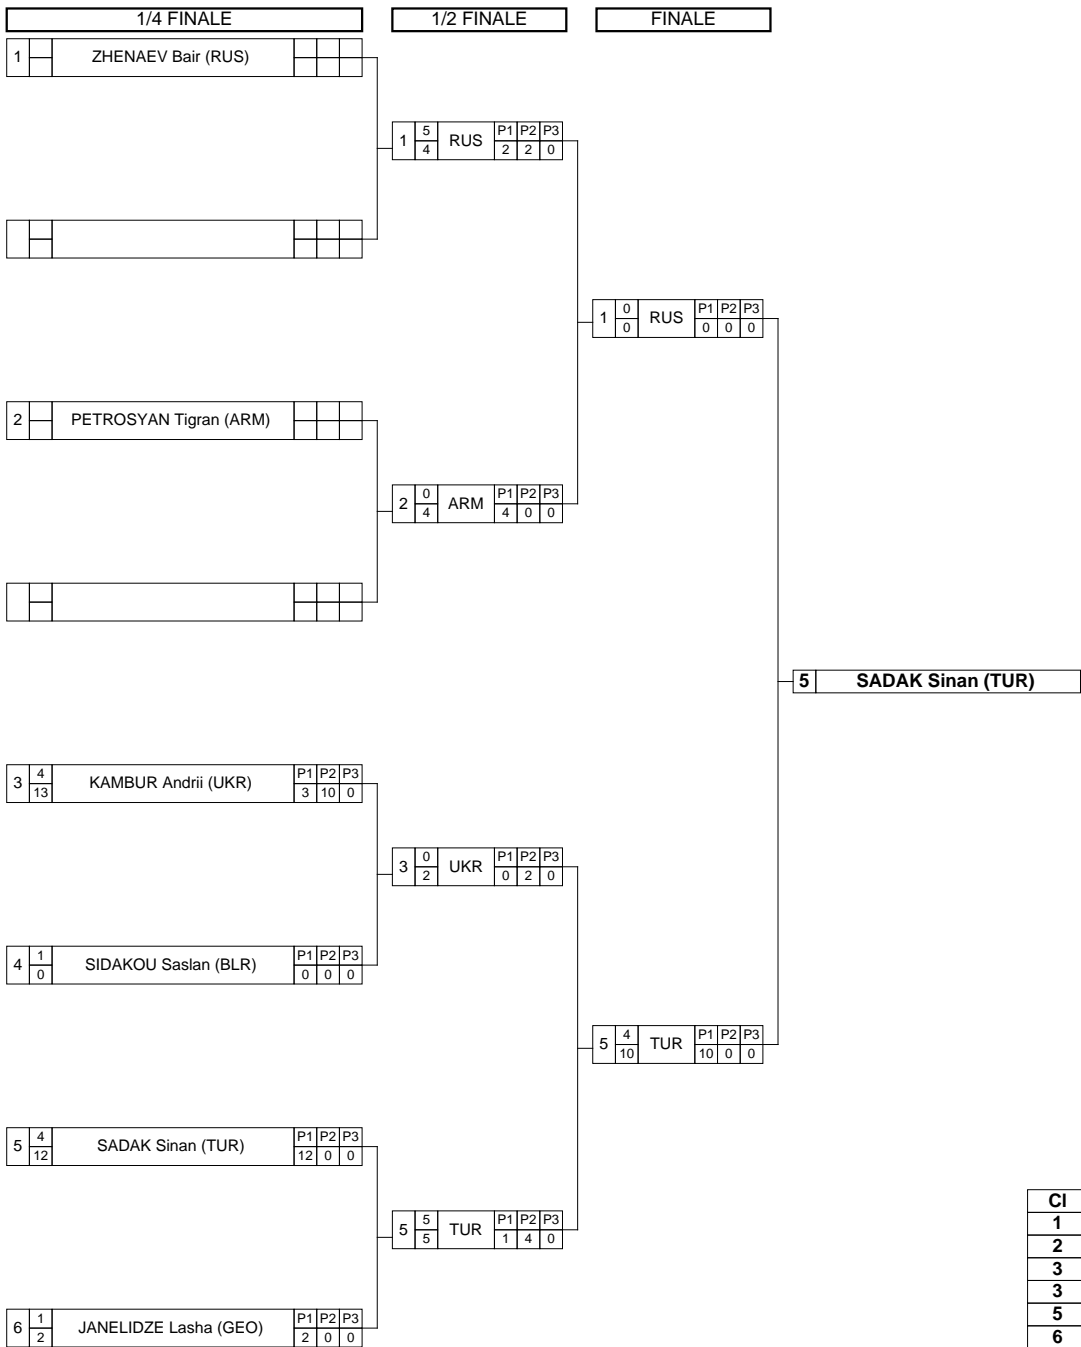 1/4 FINALE 1/2 FINALE FINALE
1 ZHENAEV Bair (RUS)
1 5 RUS P1 P2 P3
4 2 2 0
1 0 RUS P1 P2 P3
0 0 0 0
2 PETROSYAN Tigran (ARM)
2 0 ARM P1 P2 P3
4 4 0 0
5 SADAK Sinan (TUR)
3 4 KAMBUR Andrii (UKR) P1 P2 P3
13 3 10 0
3 0 UKR P1 P2 P3
2 0 2 0
4 1 SIDAKOU Saslan (BLR) P1 P2 P3
0 0 0 0
5 4 TUR P1 P2 P3
10 10 0 0
5 4 SADAK Sinan (TUR) P1 P2 P3
12 12 0 0
5 5 TUR P1 P2 P3
5 1 4 0
6 1 JANELIDZE Lasha (GEO) P1 P2 P3
2 2 0 0
Cl
1
2
3
3
5
6